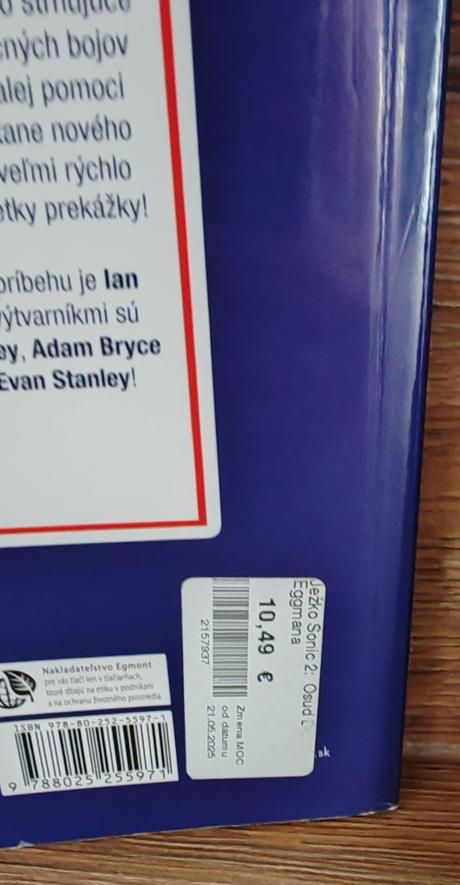 ných bojov
alej pomoci
kane nového
veľmi rýchlo
etky prekážky!
príbehu je Ian
výtvarníkmi sú
ey, Adam Bryce
Evan Stanley!
Ježko Sonic 2: Osud
Eggmana
10,49 €
2157937
Zmena MOC
od dátumu
21.05.2025
.sk
Nakladateľstvo Egmont
pre vás tlačí len v tlačiarňach,
ktoré dbajú na etiku v podnikaní
a na ochranu životného prostredia.
ISBN 978-80-252-5597-1
9 788025 255971